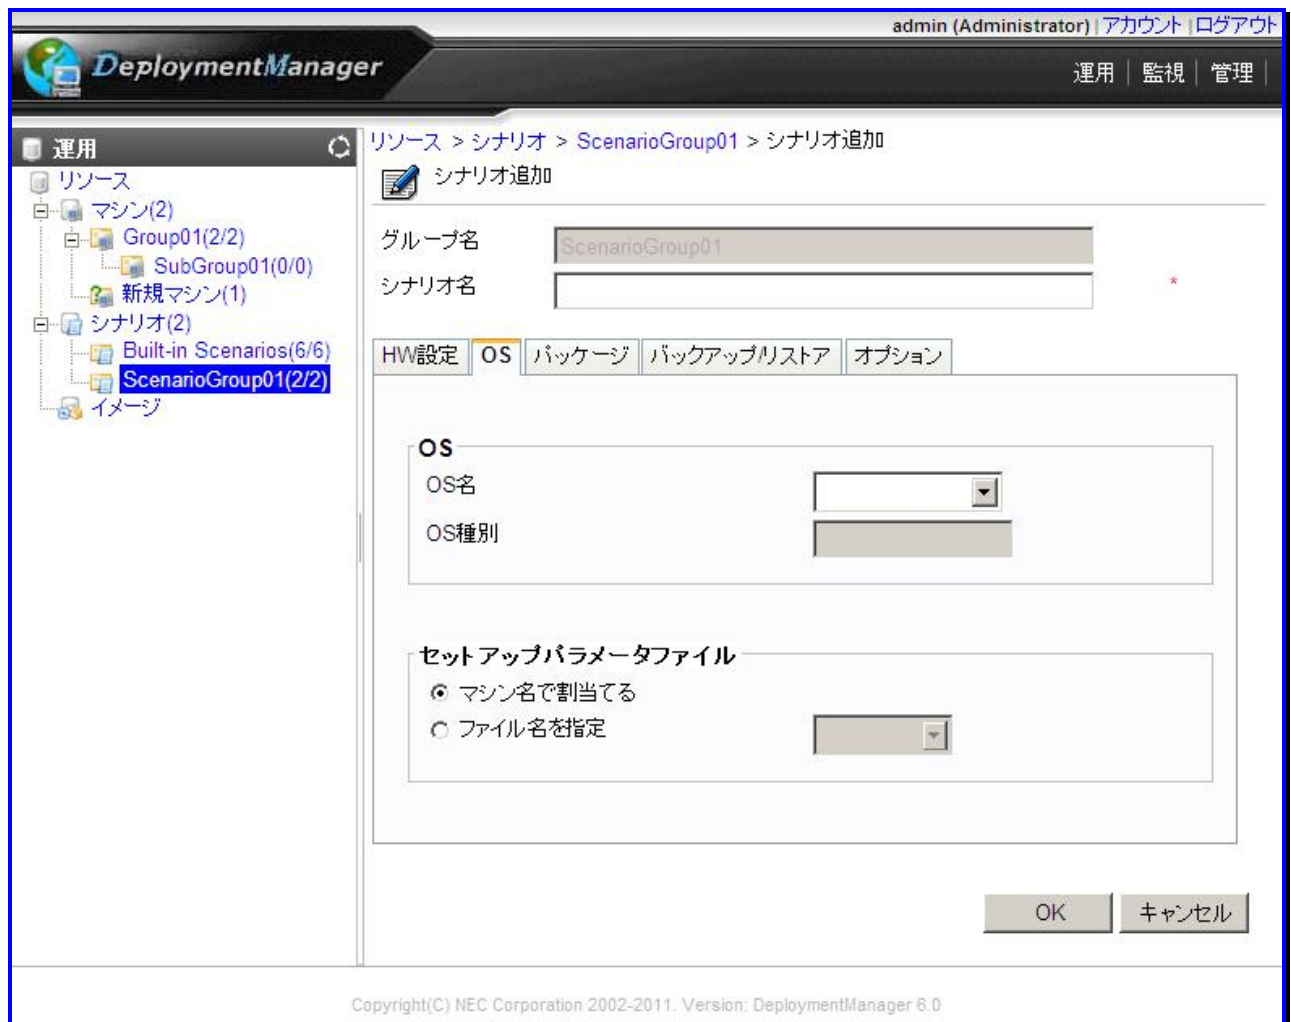 admin (Administrator) | アカウント | ログアウト
DeploymentManager
運用 | 監視 | 管理 |
運用
リソース
マシン(2)
Group01(2/2)
SubGroup01(0/0)
新規マシン(1)
シナリオ(2)
Built-in Scenarios(6/6)
ScenarioGroup01(2/2)
イメージ
リソース > シナリオ > ScenarioGroup01 > シナリオ追加
シナリオ追加
グループ名 ScenarioGroup01
シナリオ名 *
HW設定 OS パッケージ バックアップ/リストア オプション
OS
OS名
OS種別
セットアップパラメータファイル
マシン名で割当てる
ファイル名を指定
OK キャンセル
Copyright(C) NEC Corporation 2002-2011. Version: DeploymentManager 6.0